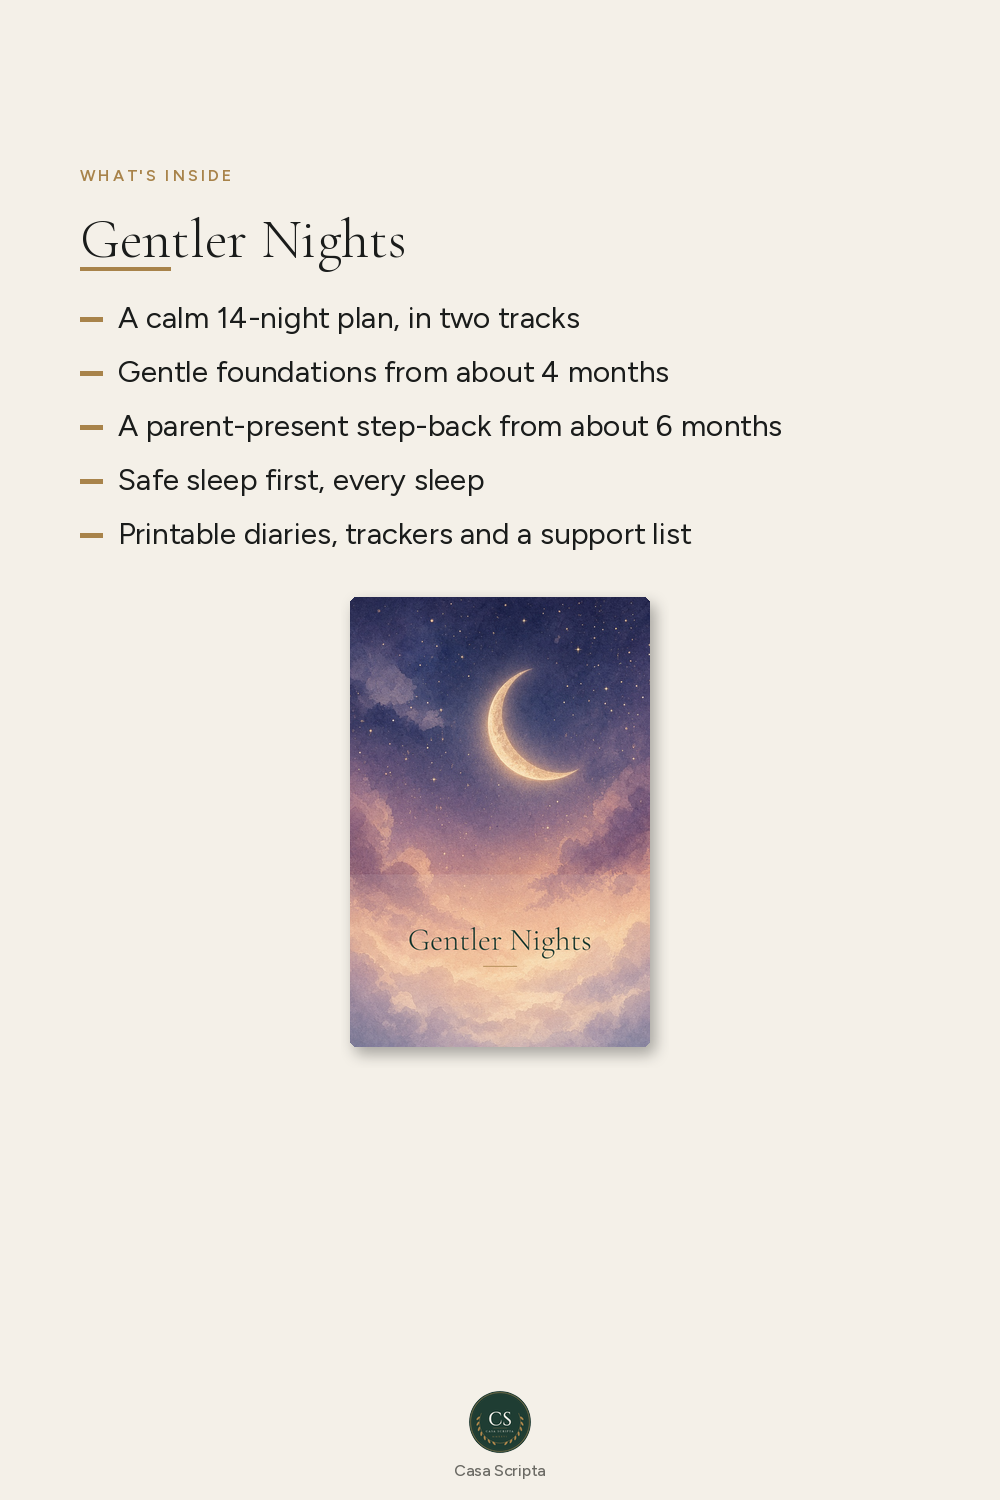 WHAT'S INSIDE
Gentler Nights
A calm 14-night plan, in two tracks
Gentle foundations from about 4 months
A parent-present step-back from about 6 months
Safe sleep first, every sleep
Printable diaries, trackers and a support list
Gentler Nights
CS
CASA SCRIPTA
Casa Scripta